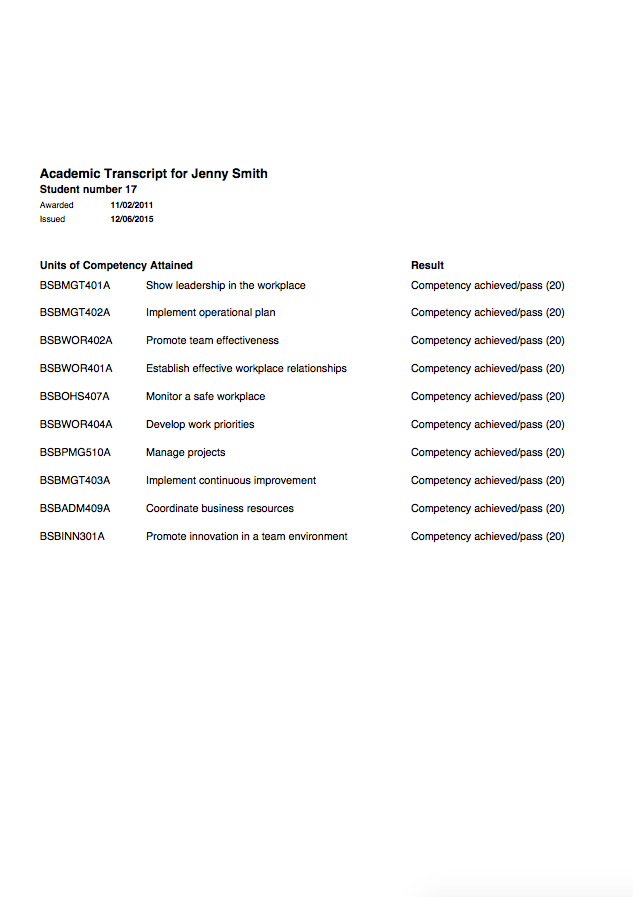 Academic Transcript for Jenny Smith
Student number 17
Awarded 11/02/2011
Issued 12/06/2015
Units of Competency Attained Result
BSBMGT401A Show leadership in the workplace Competency achieved/pass (20)
BSBMGT402A Implement operational plan Competency achieved/pass (20)
BSBWOR402A Promote team effectiveness Competency achieved/pass (20)
BSBWOR401A Establish effective workplace relationships Competency achieved/pass (20)
BSBOHS407A Monitor a safe workplace Competency achieved/pass (20)
BSBWOR404A Develop work priorities Competency achieved/pass (20)
BSBPMG510A Manage projects Competency achieved/pass (20)
BSBMGT403A Implement continuous improvement Competency achieved/pass (20)
BSBADM409A Coordinate business resources Competency achieved/pass (20)
BSBINN301A Promote innovation in a team environment Competency achieved/pass (20)